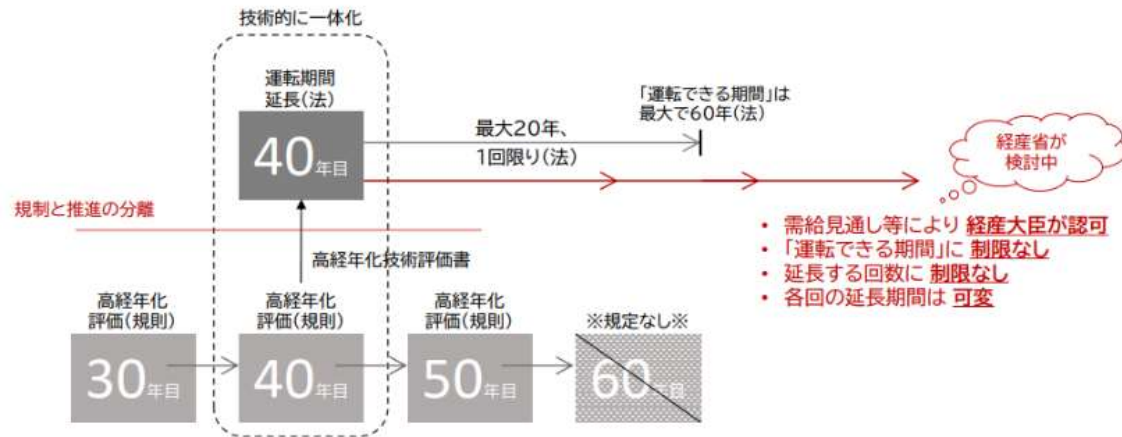 技術的に一体化
運転期間
延長(法)
40年目
最大20年、
1回限り(法)
「運転できる期間」は
最大で60年(法)
経産省が
検討中
規制と推進の分離
・ 需給見通し等により 経産大臣が認可
・ 「運転できる期間」に 制限なし
・ 延長する回数に 制限なし
・ 各回の延長期間は 可変
高経年化技術評価書
高経年化
評価(規則)
30年目
高経年化
評価(規則)
40年目
高経年化
評価(規則)
50年目
※規定なし※
60年目